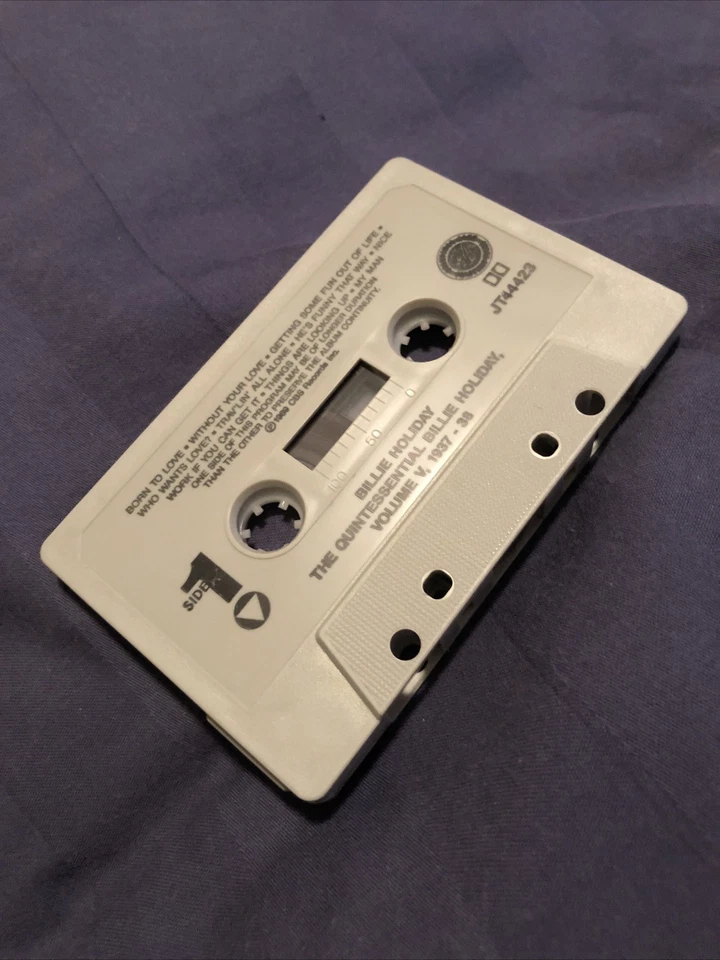 BORN TO LOVE • WITHOUT YOUR LOVE • GETTING SOME FUN OUT OF LIFE •
WHO WANTS LOVE? • TRAV'LIN' ALL ALONE • HE'S FUNNY THAT WAY • NICE
WORK IF YOU CAN GET IT • THINGS ARE LOOKING UP • MY MAN
ONE SIDE OF THIS PROGRAM MAY BE OF LONGER DURATION
THAN THE OTHER TO PRESERVE THE ALBUM CONTINUITY.
℗ 1989 CBS Records Inc.
JT44423
100 50 0
SIDE 1
BILLIE HOLIDAY
THE QUINTESSENTIAL BILLIE HOLIDAY,
VOLUME V, 1937 - 38